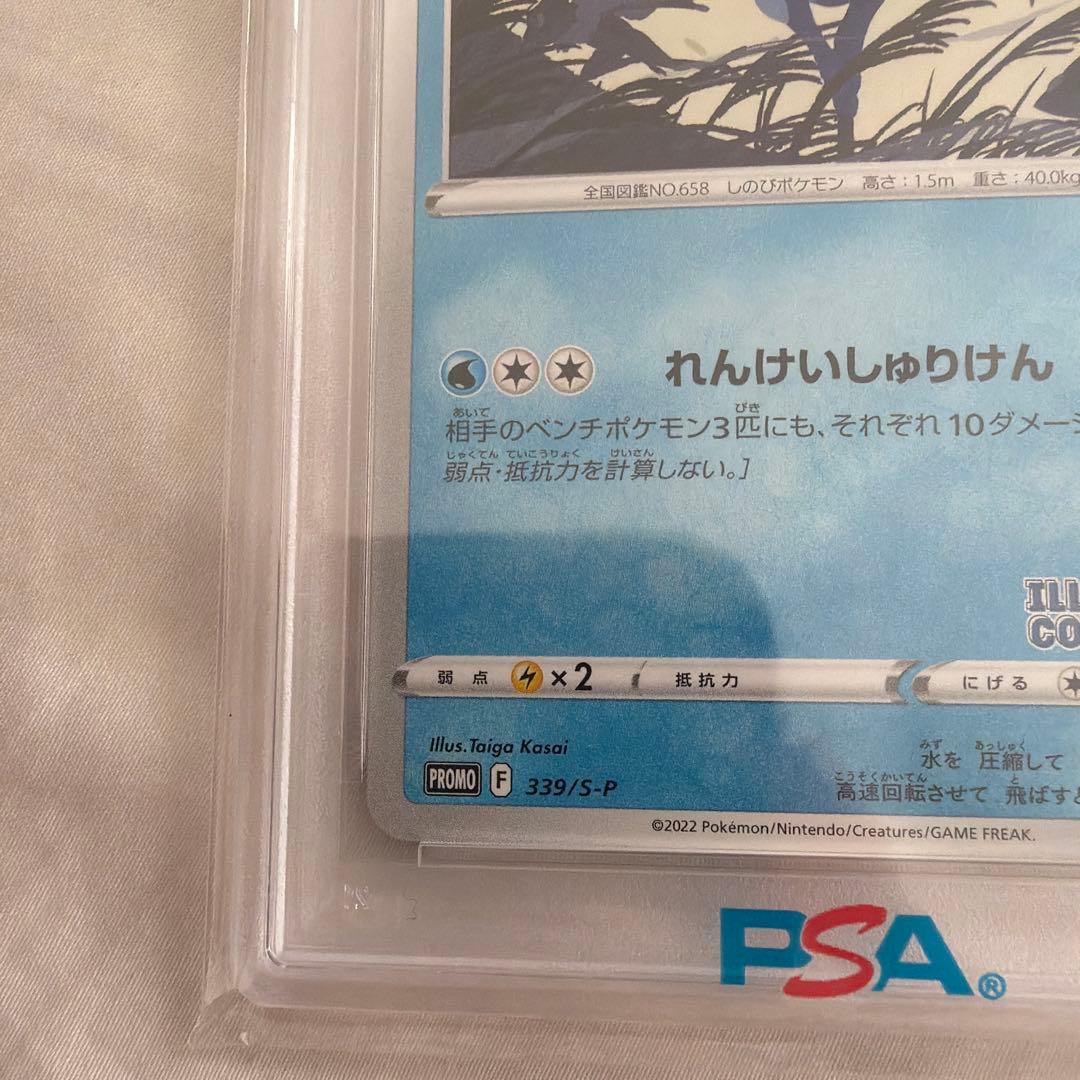 全国図鑑NO.658 しのびポケモン 高さ：1.5m 重さ：40.0kg
れんけいしゅりけん
あいて びき
相手のベンチポケモン3匹にも、それぞれ10ダメージ
じゃくてん ていこうりょく けいさん
弱点・抵抗力を計算しない。]
弱点 ×2 抵抗力 にげる
Illus.Taiga Kasai
PROMO F 339/S-P
みず あっしゅく
水を 圧縮して
こうそくかいてん と
高速回転させて 飛ばすと
©2022 Pokémon/Nintendo/Creatures/GAME FREAK.
PSA®